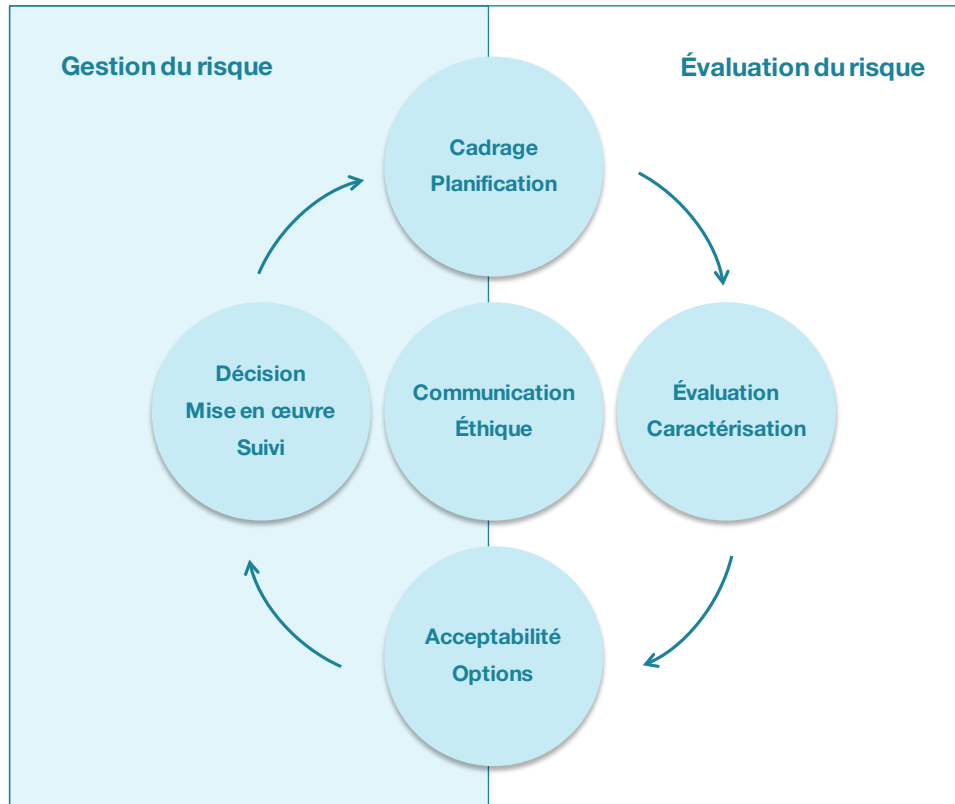 Gestion du risque
Évaluation du risque
Cadrage
Planification
Décision
Mise en œuvre
Suivi
Communication
Éthique
Évaluation
Caractérisation
Acceptabilité
Options